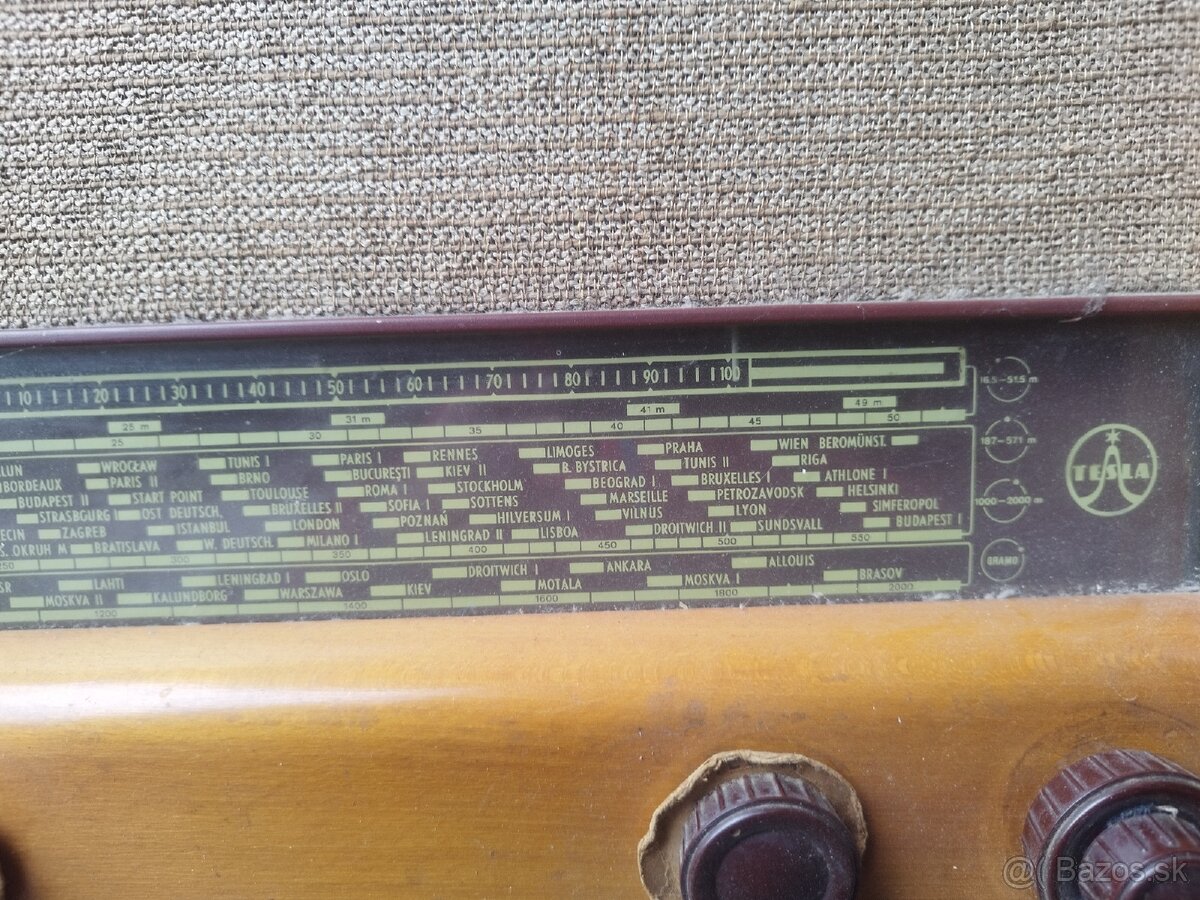 10 20 30 40 50 60 70 80 90 100
16,5—51,5 m
25 m 31 m 41 m 49 m
25 30 35 40 45 50
WROCŁAW TUNIS I PARIS I RENNES LIMOGES PRAHA WIEN BEROMÜNST.
187—571 m
BORDEAUX PARIS II BRNO BUCUREȘTI KIEV II B. BYSTRICA TUNIS II RIGA
BUDAPEST II START POINT TOULOUSE ROMA I STOCKHOLM BEOGRAD I BRUXELLES I ATHLONE I
TESLA
STRASBGURG I OST DEUTSCH. BRUXELLES II SOFIA I SOTTENS MARSEILLE PETROZAVODSK HELSINKI
1000—2000 m
ZAGREB ISTANBUL LONDON POZNAŃ HILVERSUM I VILNUS LYON SIMFEROPOL
S. OKRUH M BRATISLAVA W. DEUTSCH. MILANO I LENINGRAD II LISBOA DROITWICH II SUNDSVALL BUDAPEST I
250 300 350 400 450 500 550
LAHTI LENINGRAD I OSLO DROITWICH I ANKARA ALLOUIS
GRAMO
MOSKVA II KALUNDBORG WARSZAWA KIEV MOTALA MOSKVA I BRASOV
1200 1400 1600 1800 2000
@ Bazos.sk